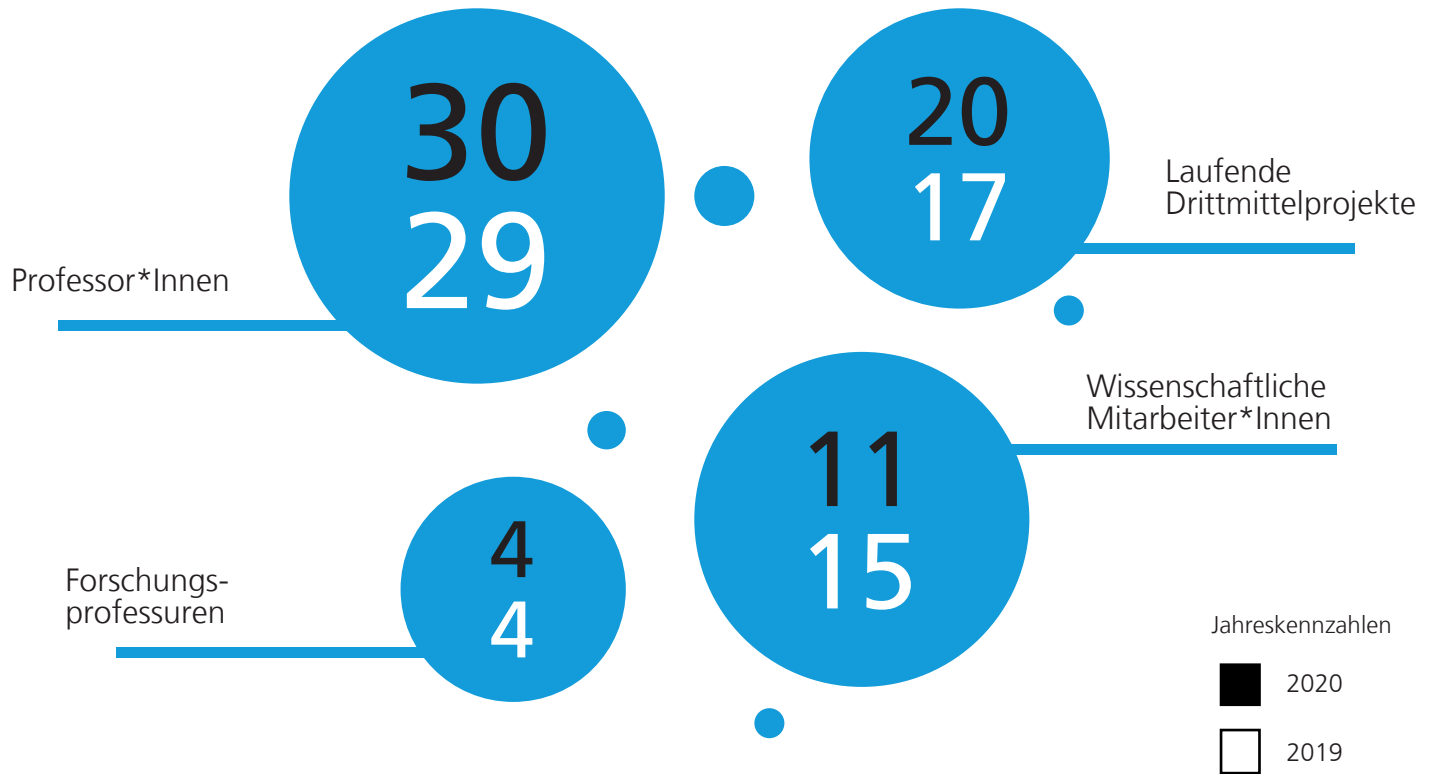 30
29
Professor*Innen
20
17
Laufende
Drittmittelprojekte
11
15
Wissenschaftliche
Mitarbeiter*Innen
4
4
Forschungs-
professuren
Jahreskennzahlen
2020
2019